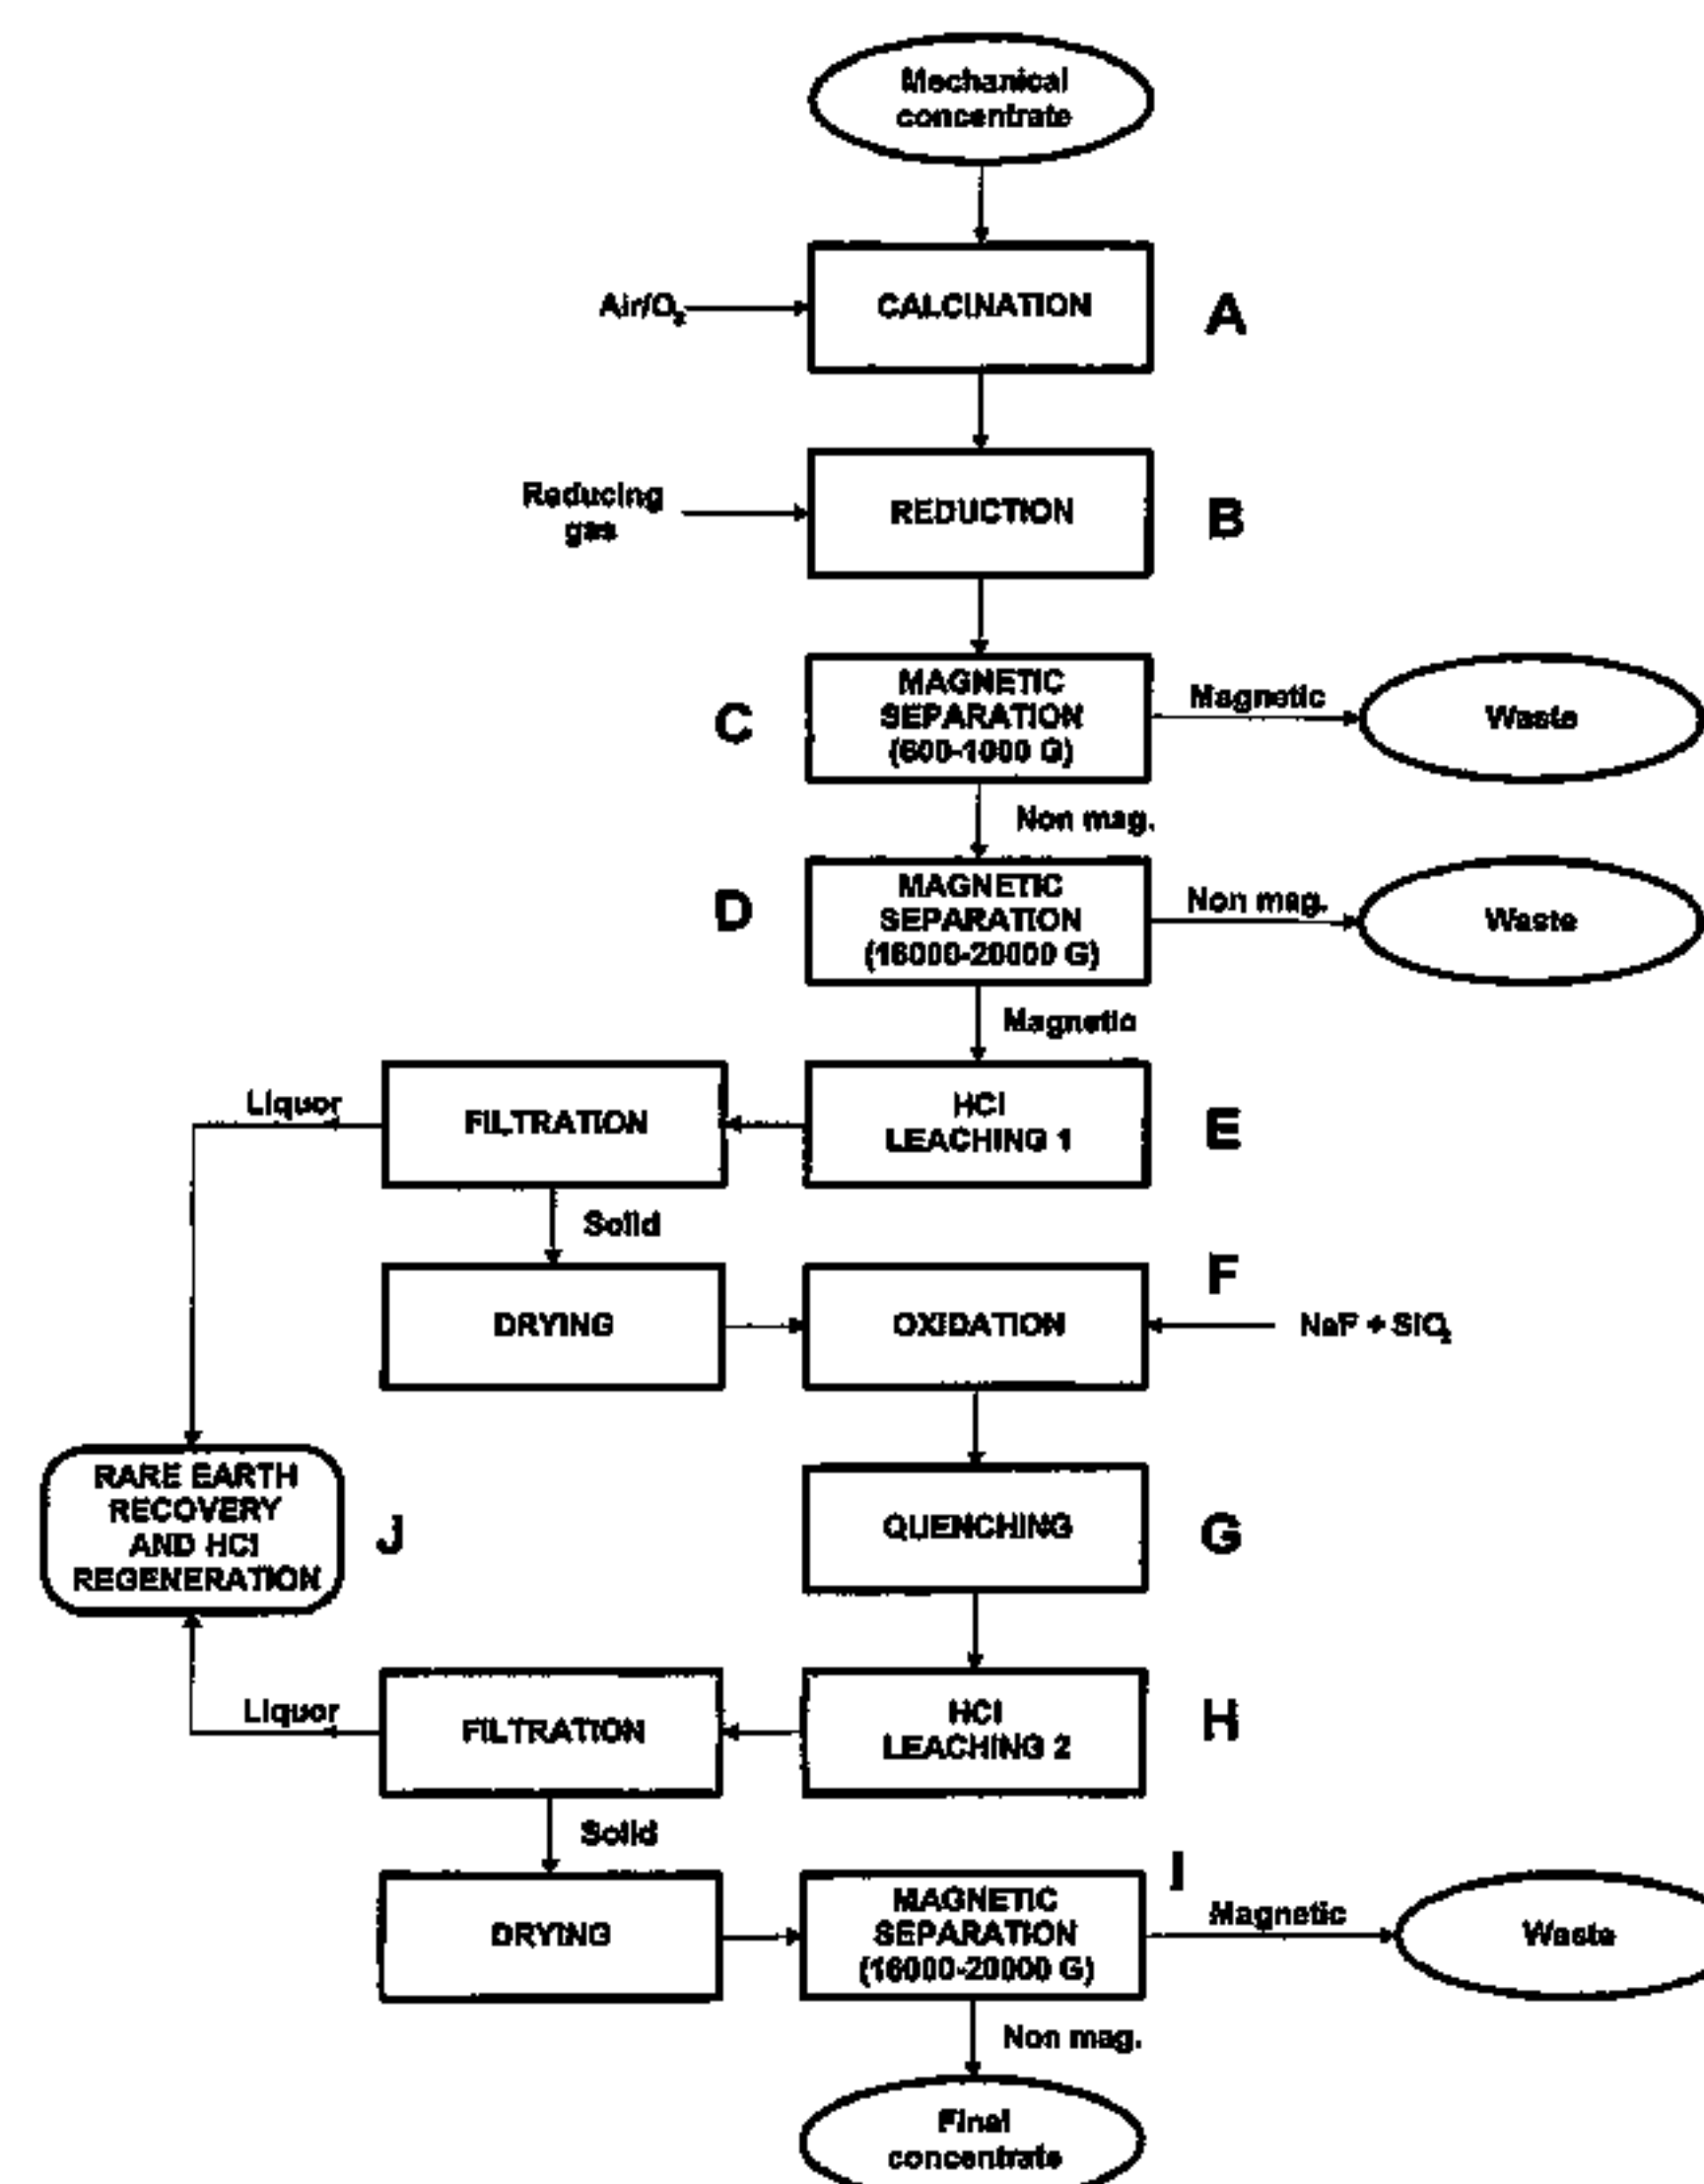 Mechanical
concentrate
Air/O2
CALCINATION
A
Reducing
gas
REDUCTION
B
C
MAGNETIC
SEPARATION
(600-1000 G)
Magnetic
Waste
Non mag.
D
MAGNETIC
SEPARATION
(16000-20000 G)
Non mag.
Waste
Magnetic
Liquor
FILTRATION
HCl
LEACHING 1
E
Solid
DRYING
OXIDATION
F
NaF + SiO2
RARE EARTH
RECOVERY
AND HCl
REGENERATION
J
QUENCHING
G
Liquor
FILTRATION
HCl
LEACHING 2
H
Solid
DRYING
MAGNETIC
SEPARATION
(16000-20000 G)
I
Magnetic
Waste
Non mag.
Final
concentrate